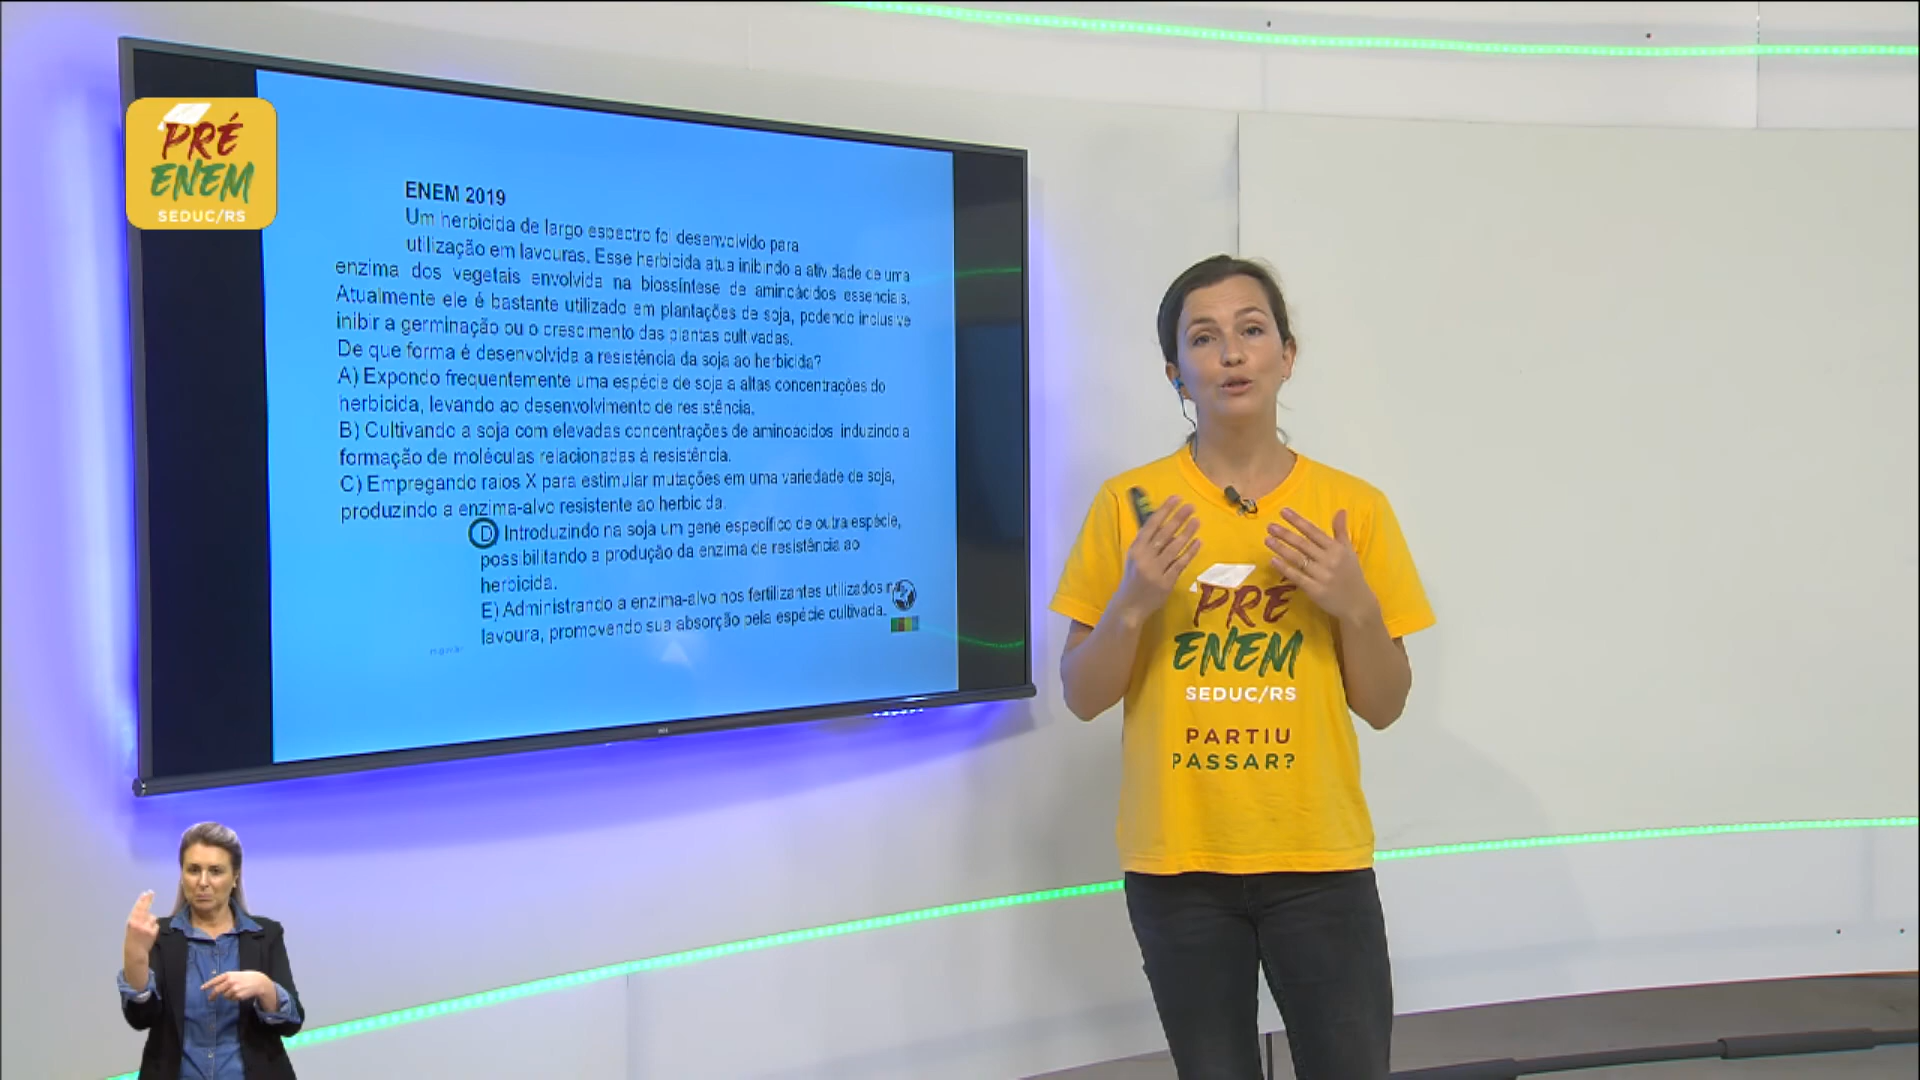 PRÉ
ENEM
SEDUC/RS
ENEM 2019
Um herbicida de largo espectro foi desenvolvido para
utilização em lavouras. Esse herbicida atua inibindo a atividade de uma
enzima dos vegetais envolvida na biossíntese de aminoácidos essenciais.
Atualmente ele é bastante utilizado em plantações de soja, podendo inclusive
inibir a germinação ou o crescimento das plantas cultivadas.
De que forma é desenvolvida a resistência da soja ao herbicida?
A) Expondo frequentemente uma espécie de soja a altas concentrações do
herbicida, levando ao desenvolvimento de resistência.
B) Cultivando a soja com elevadas concentrações de aminoácidos induzindo a
formação de moléculas relacionadas à resistência.
C) Empregando raios X para estimular mutações em uma variedade de soja,
produzindo a enzima-alvo resistente ao herbicida.
D) Introduzindo na soja um gene específico de outra espécie,
possibilitando a produção da enzima de resistência ao
herbicida.
E) Administrando a enzima-alvo nos fertilizantes utilizados na
lavoura, promovendo sua absorção pela espécie cultivada.
PRÉ
ENEM
SEDUC/RS
PARTIU
PASSAR?